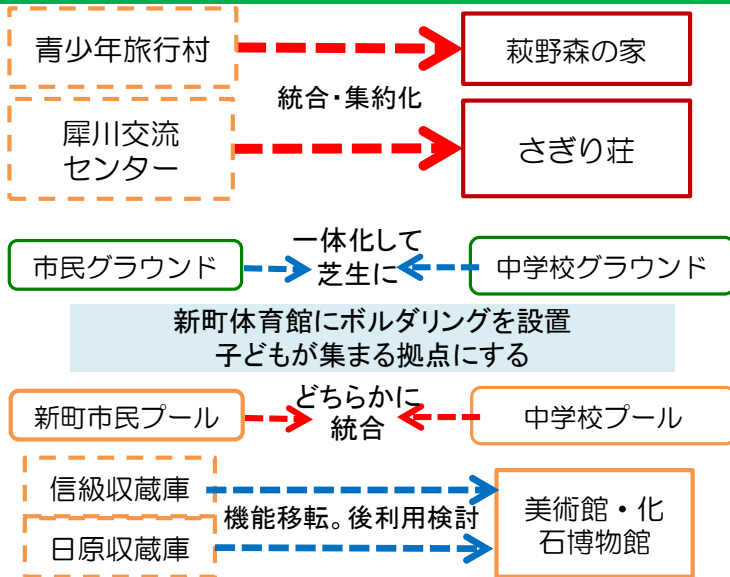 青少年旅行村
萩野森の家
統合・集約化
犀川交流
センター
さぎり荘
一体化して
芝生に
市民グラウンド
中学校グラウンド
新町体育館にボルダリングを設置
子どもが集まる拠点にする
どちらかに
統合
新町市民プール
中学校プール
信級収蔵庫
機能移転。後利用検討
日原収蔵庫
美術館・化
石博物館